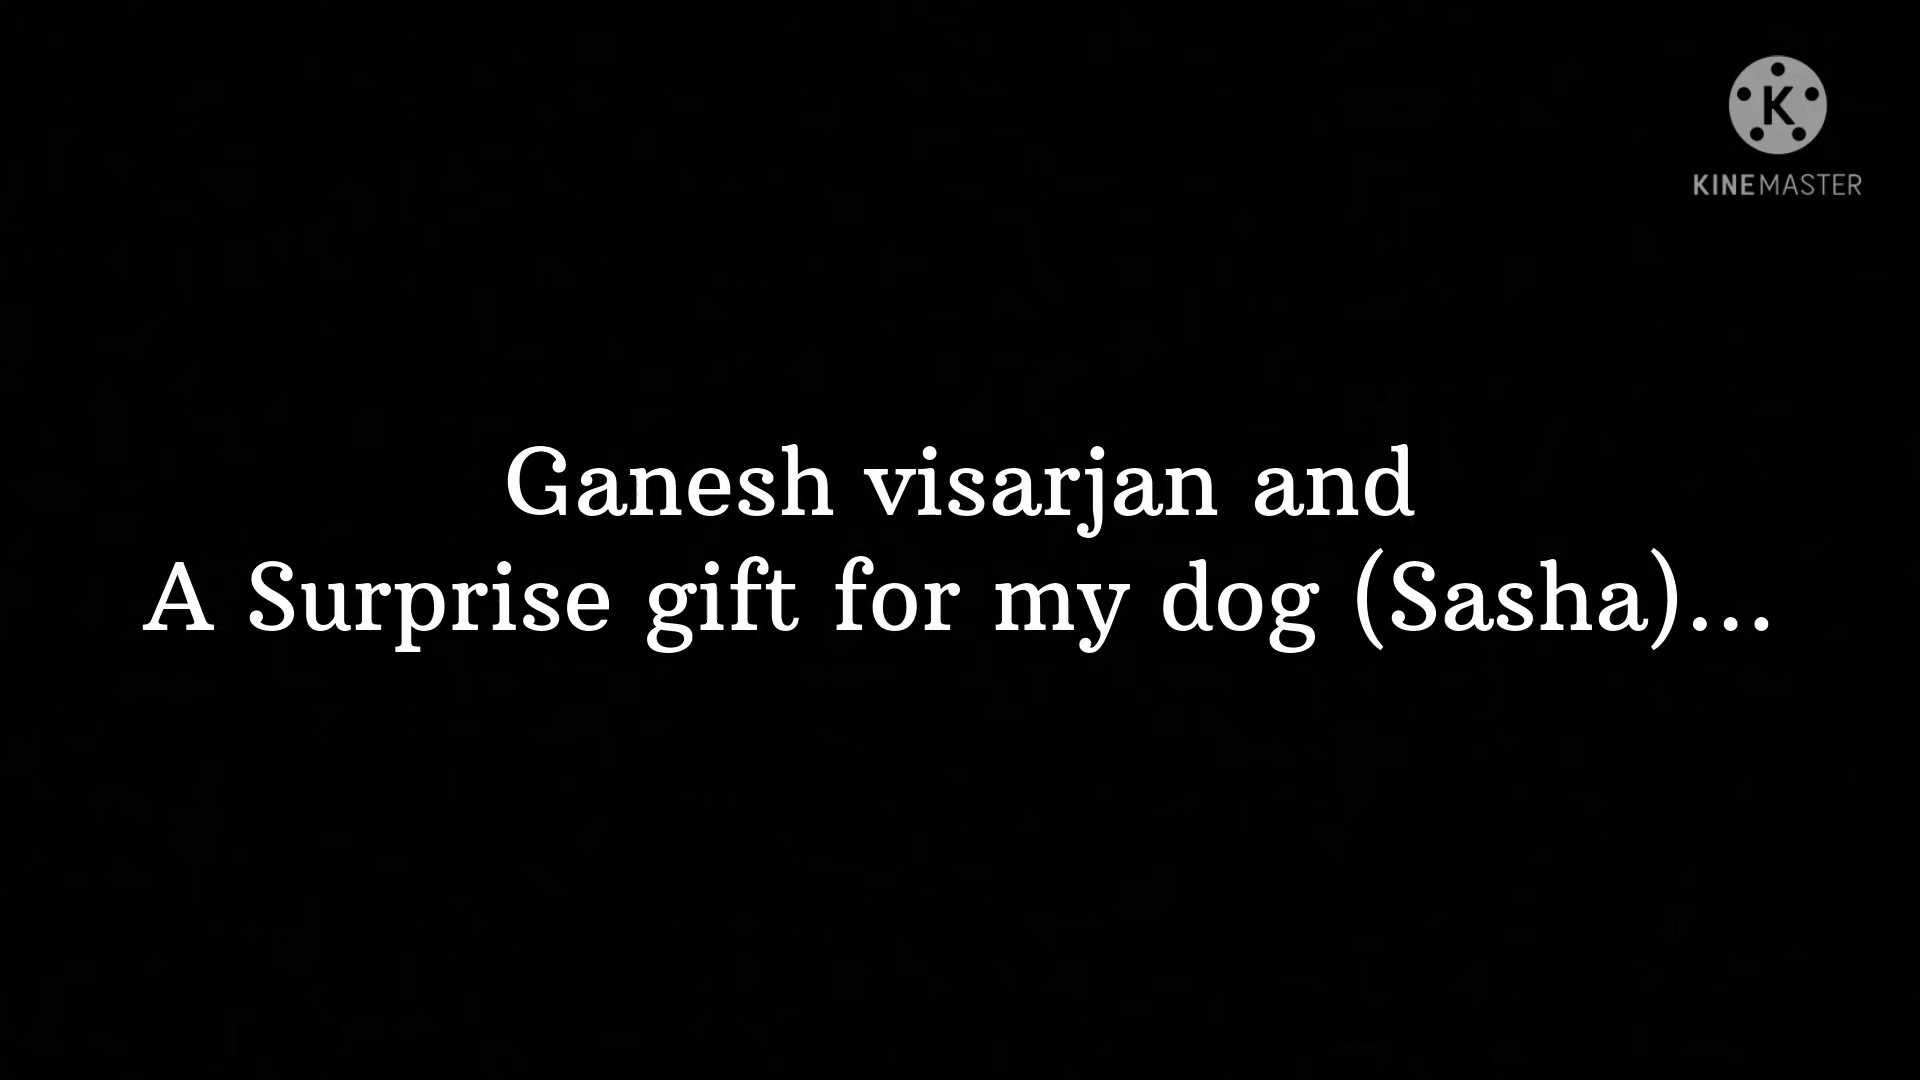 K
KINEMASTER
Ganesh visarjan and
A Surprise gift for my dog (Sasha)...